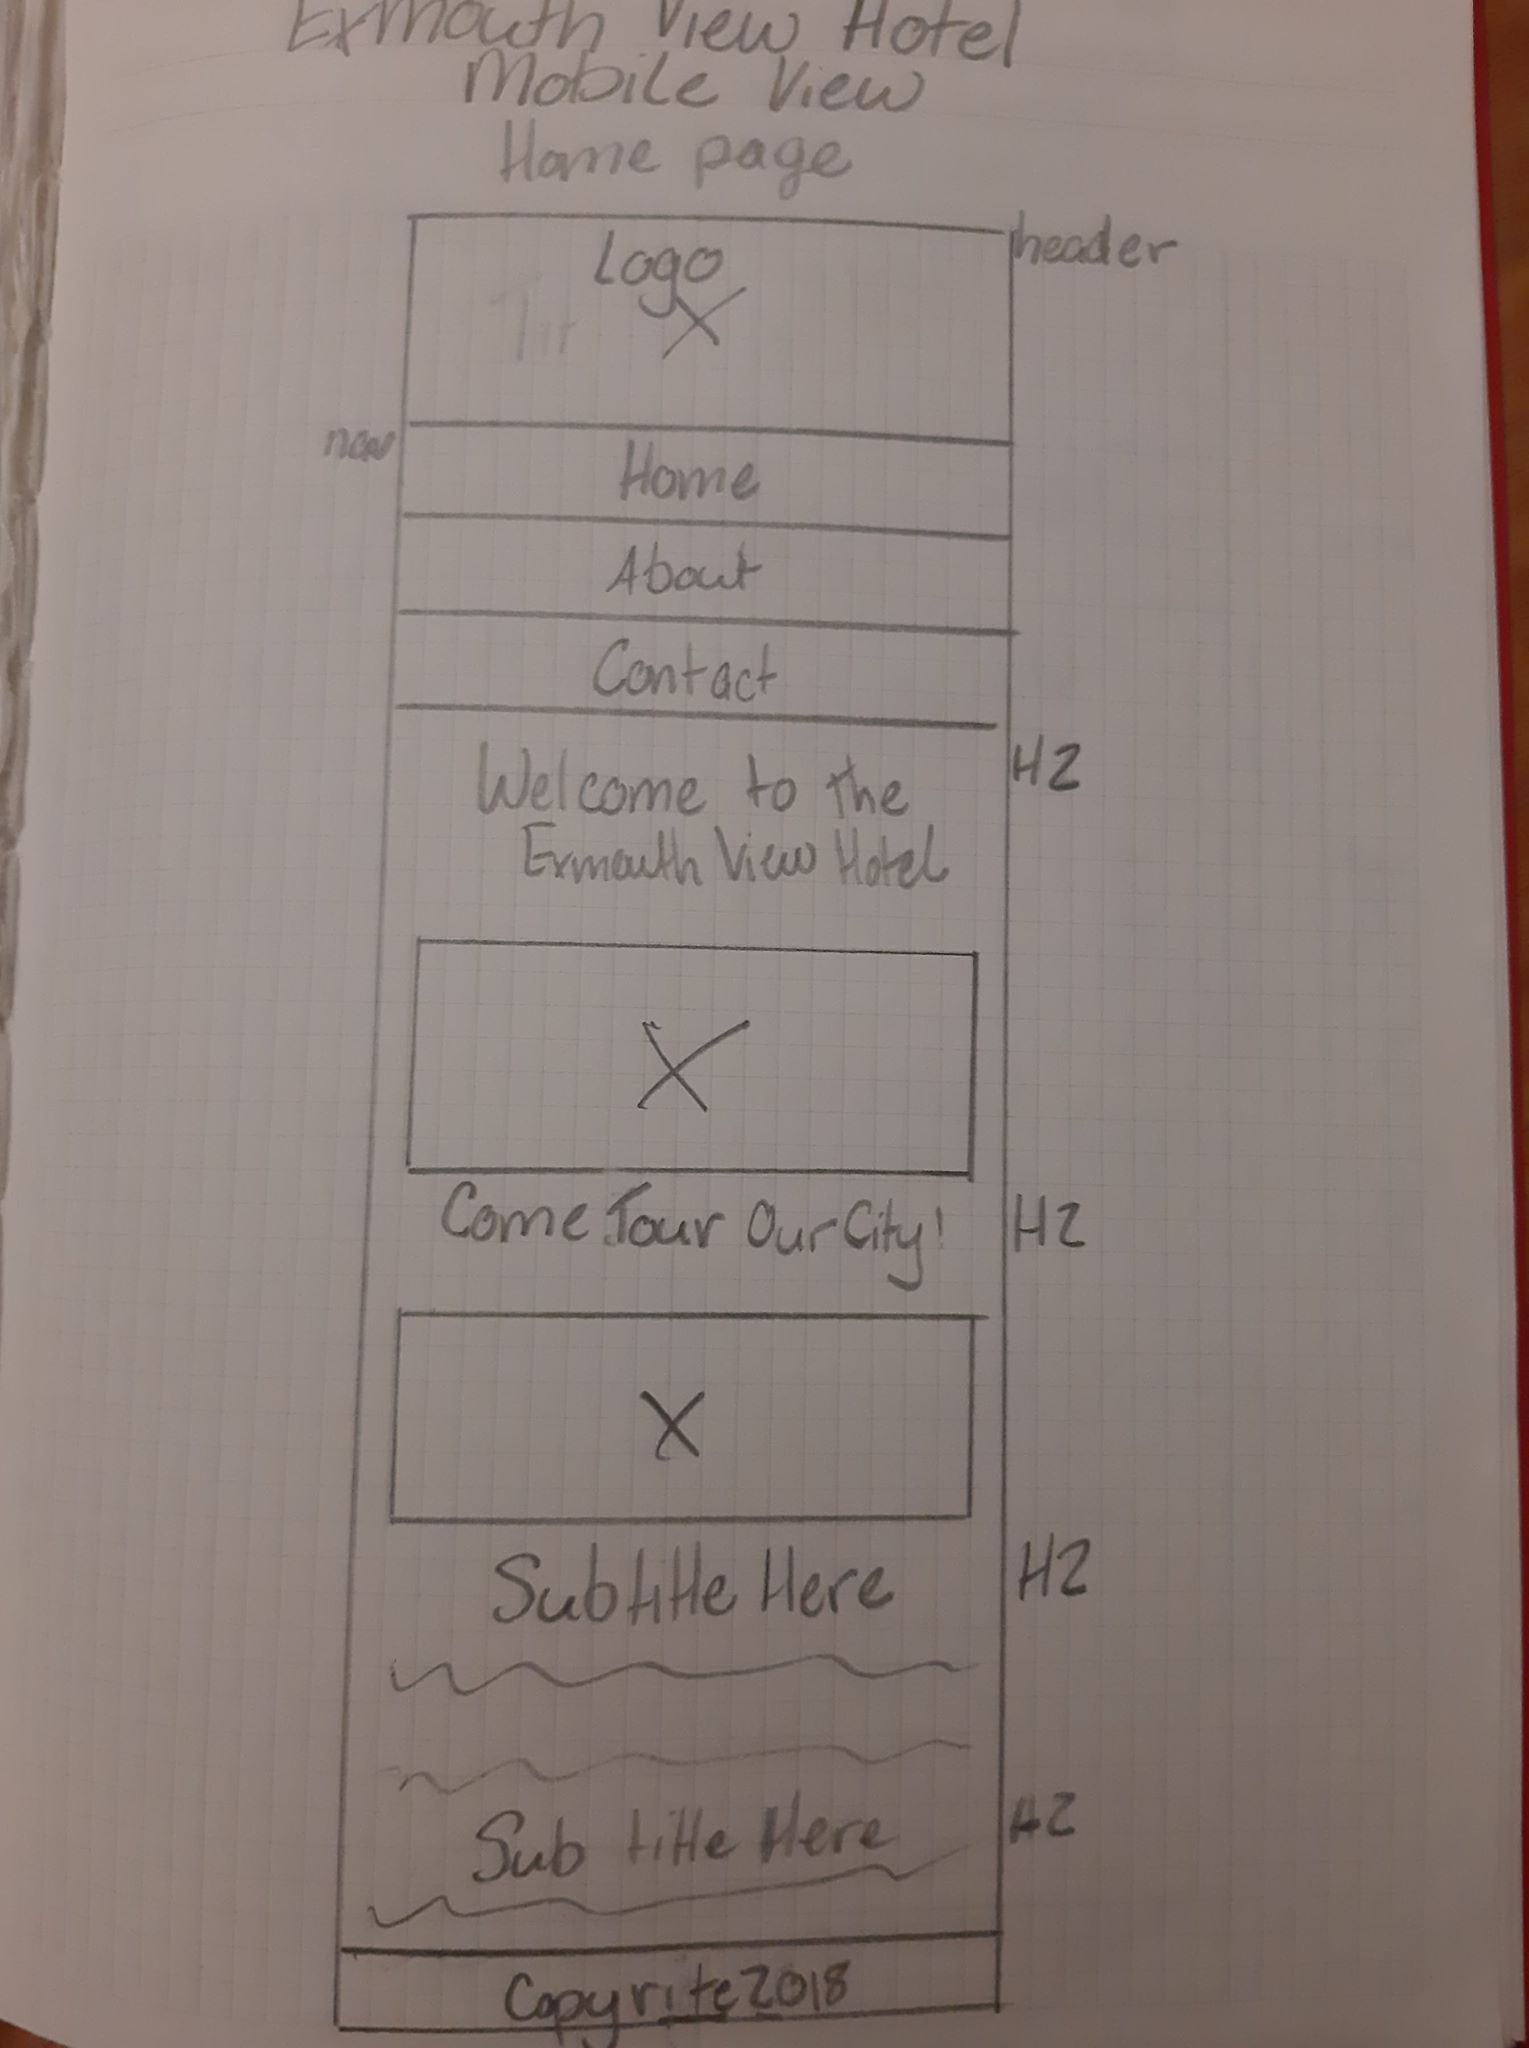 Exmouth View Hotel
Mobile View
Home page
header
Logo
X
nav
Home
About
Contact
H2
Welcome to the
Exmouth View Hotel
X
Come Tour Our City!
H2
X
Subtitle Here
H2
Sub title Here
H2
Copyrite 2018